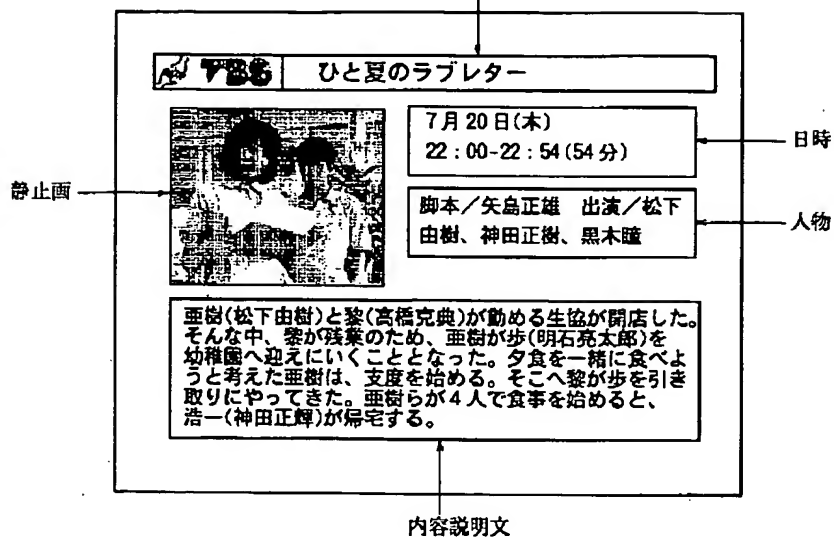 TBS ひと夏のラブレター
7月20日(木)
22:00-22:54(54分)
日時
静止画
脚本/矢島正雄 出演/松下
由樹、神田正樹、黒木瞳
人物
亜樹(松下由樹)と黎(高橋克典)が勤める生協が開店した。
そんな中、黎が残業のため、亜樹が歩(明石亮太郎)を
幼稚園へ迎えにいくこととなった。夕食を一緒に食べよ
うと考えた亜樹は、支度を始める。そこへ黎が歩を引き
取りにやってきた。亜樹らが4人で食事を始めると、
浩一(神田正輝)が帰宅する。
内容説明文